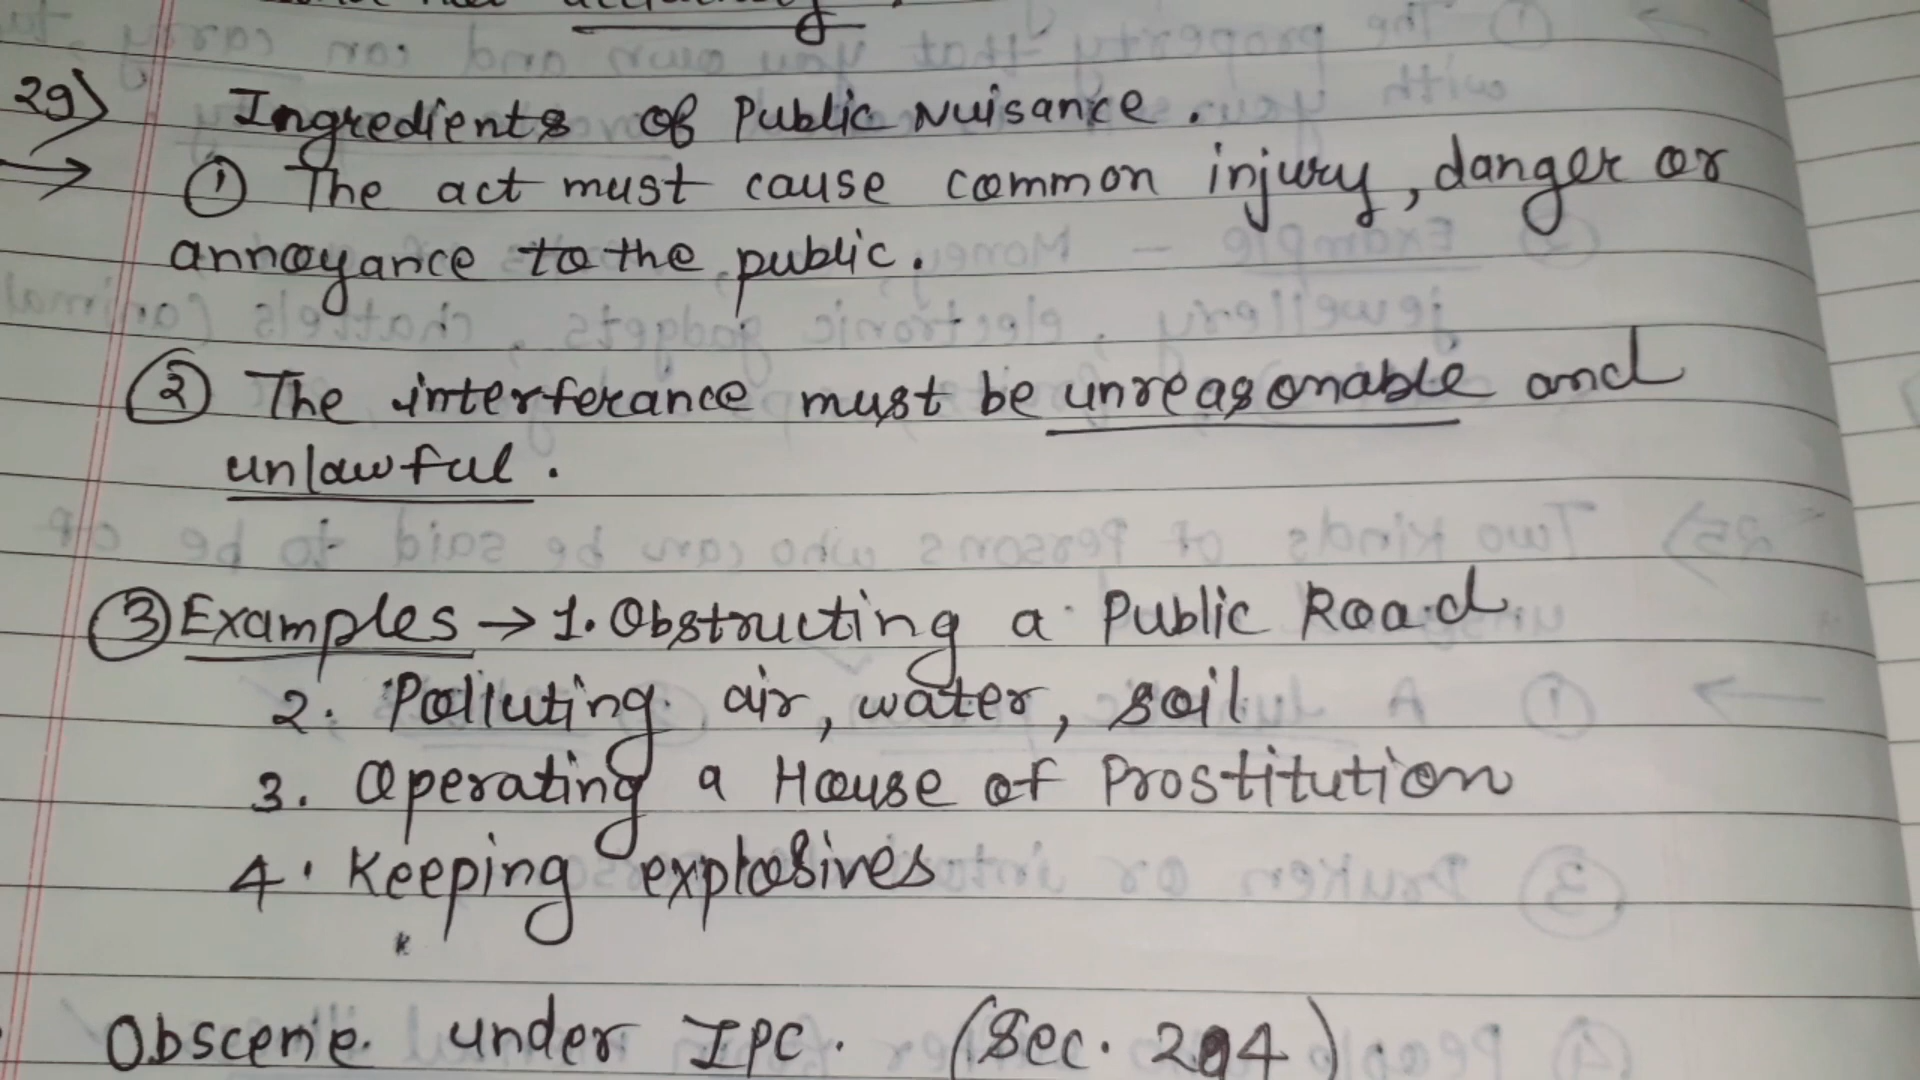 29) Ingredients of Public Nuisance.
→ ① The act must cause common injury, danger or
annoyance to the public.
② The interferance must be unreasonable and
unlawful.
③ Examples → 1. Obstructing a Public Road
2. Polluting air, water, soil
3. Operating a House of Prostitution
4. Keeping explosives
Obscene under IPC. (Sec. 294)